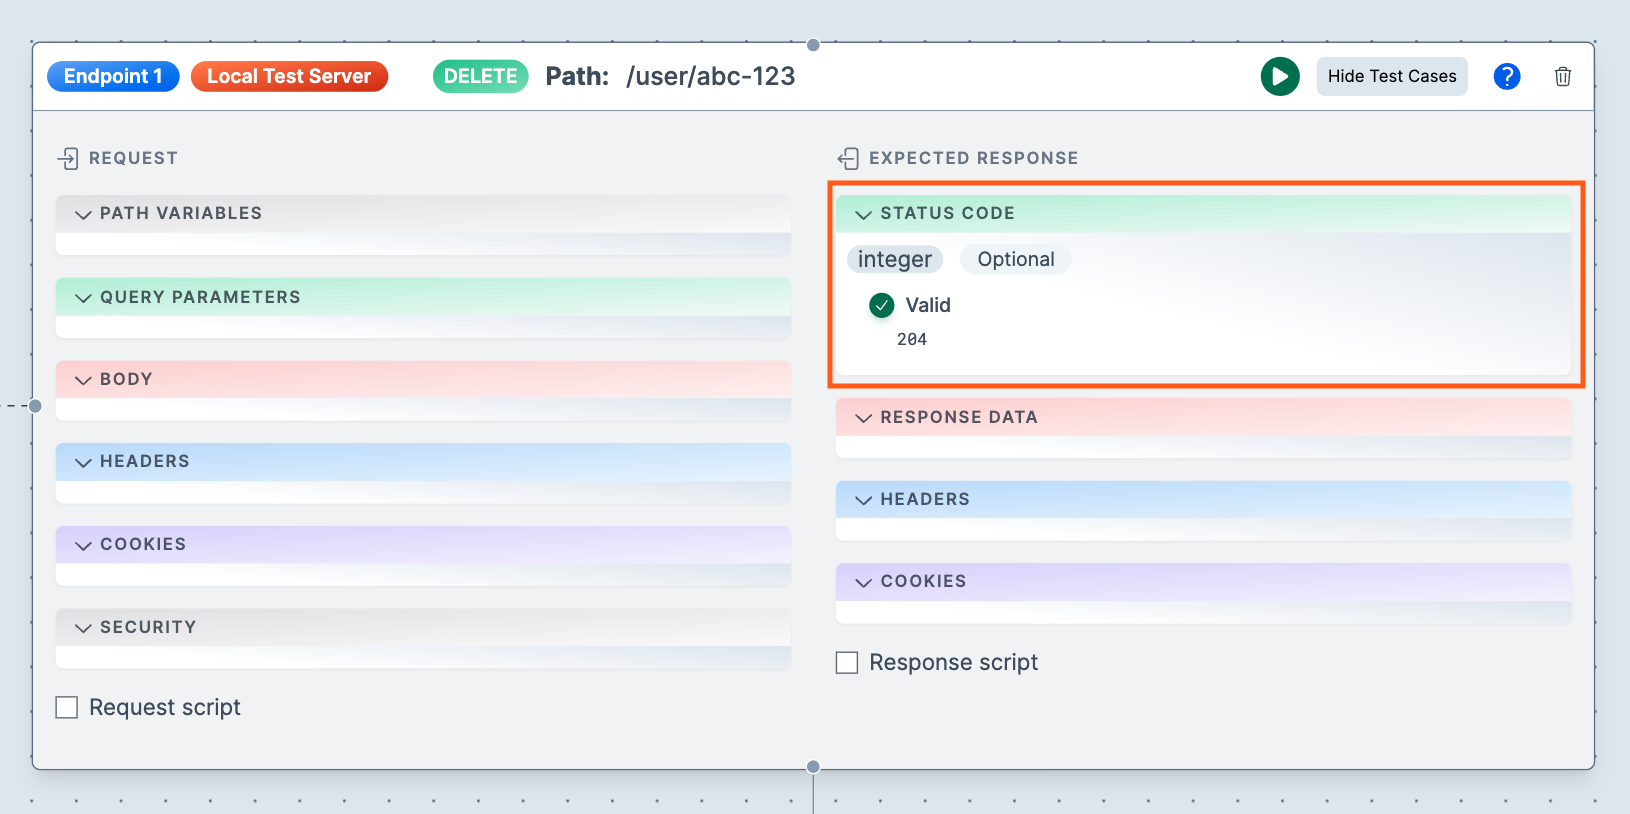 Endpoint 1 Local Test Server DELETE Path: /user/abc-123 Hide Test Cases ?
REQUEST
PATH VARIABLES
QUERY PARAMETERS
BODY
HEADERS
COOKIES
SECURITY
Request script
EXPECTED RESPONSE
STATUS CODE
integer Optional
Valid
204
RESPONSE DATA
HEADERS
COOKIES
Response script